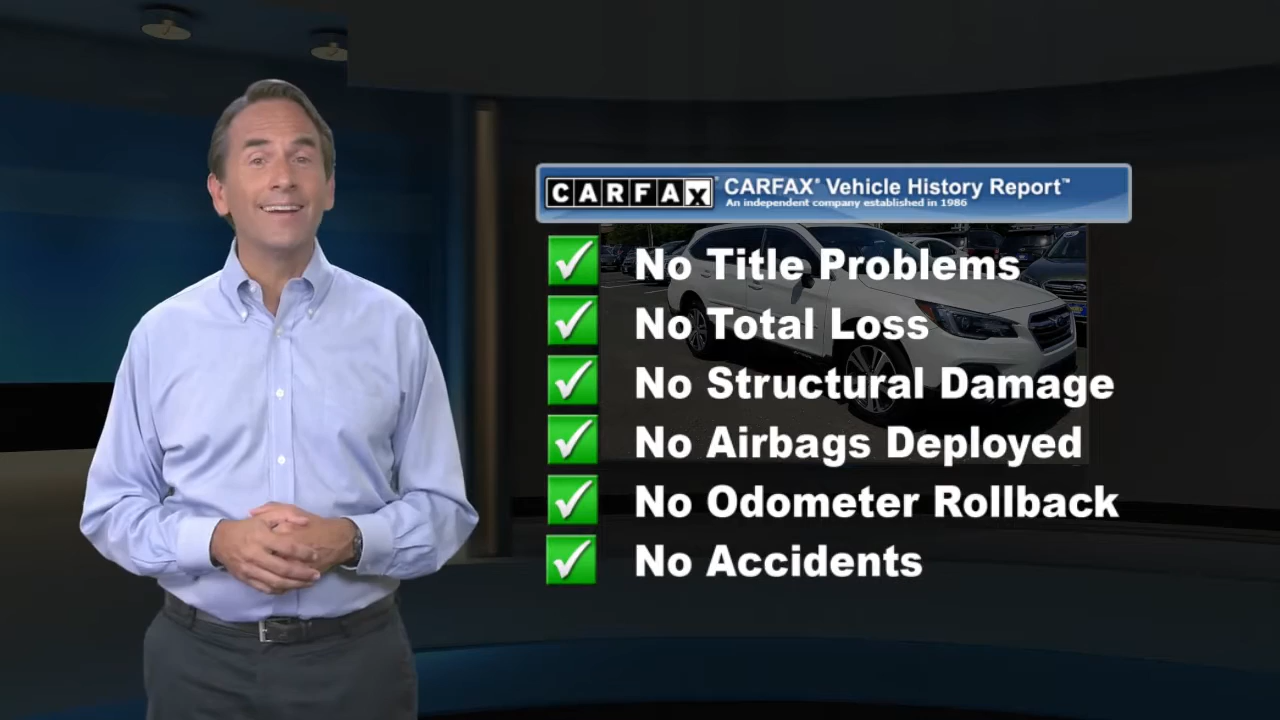 CARFAX® CARFAX® Vehicle History Report™
An independent company established in 1986
No Title Problems
No Total Loss
No Structural Damage
No Airbags Deployed
No Odometer Rollback
No Accidents